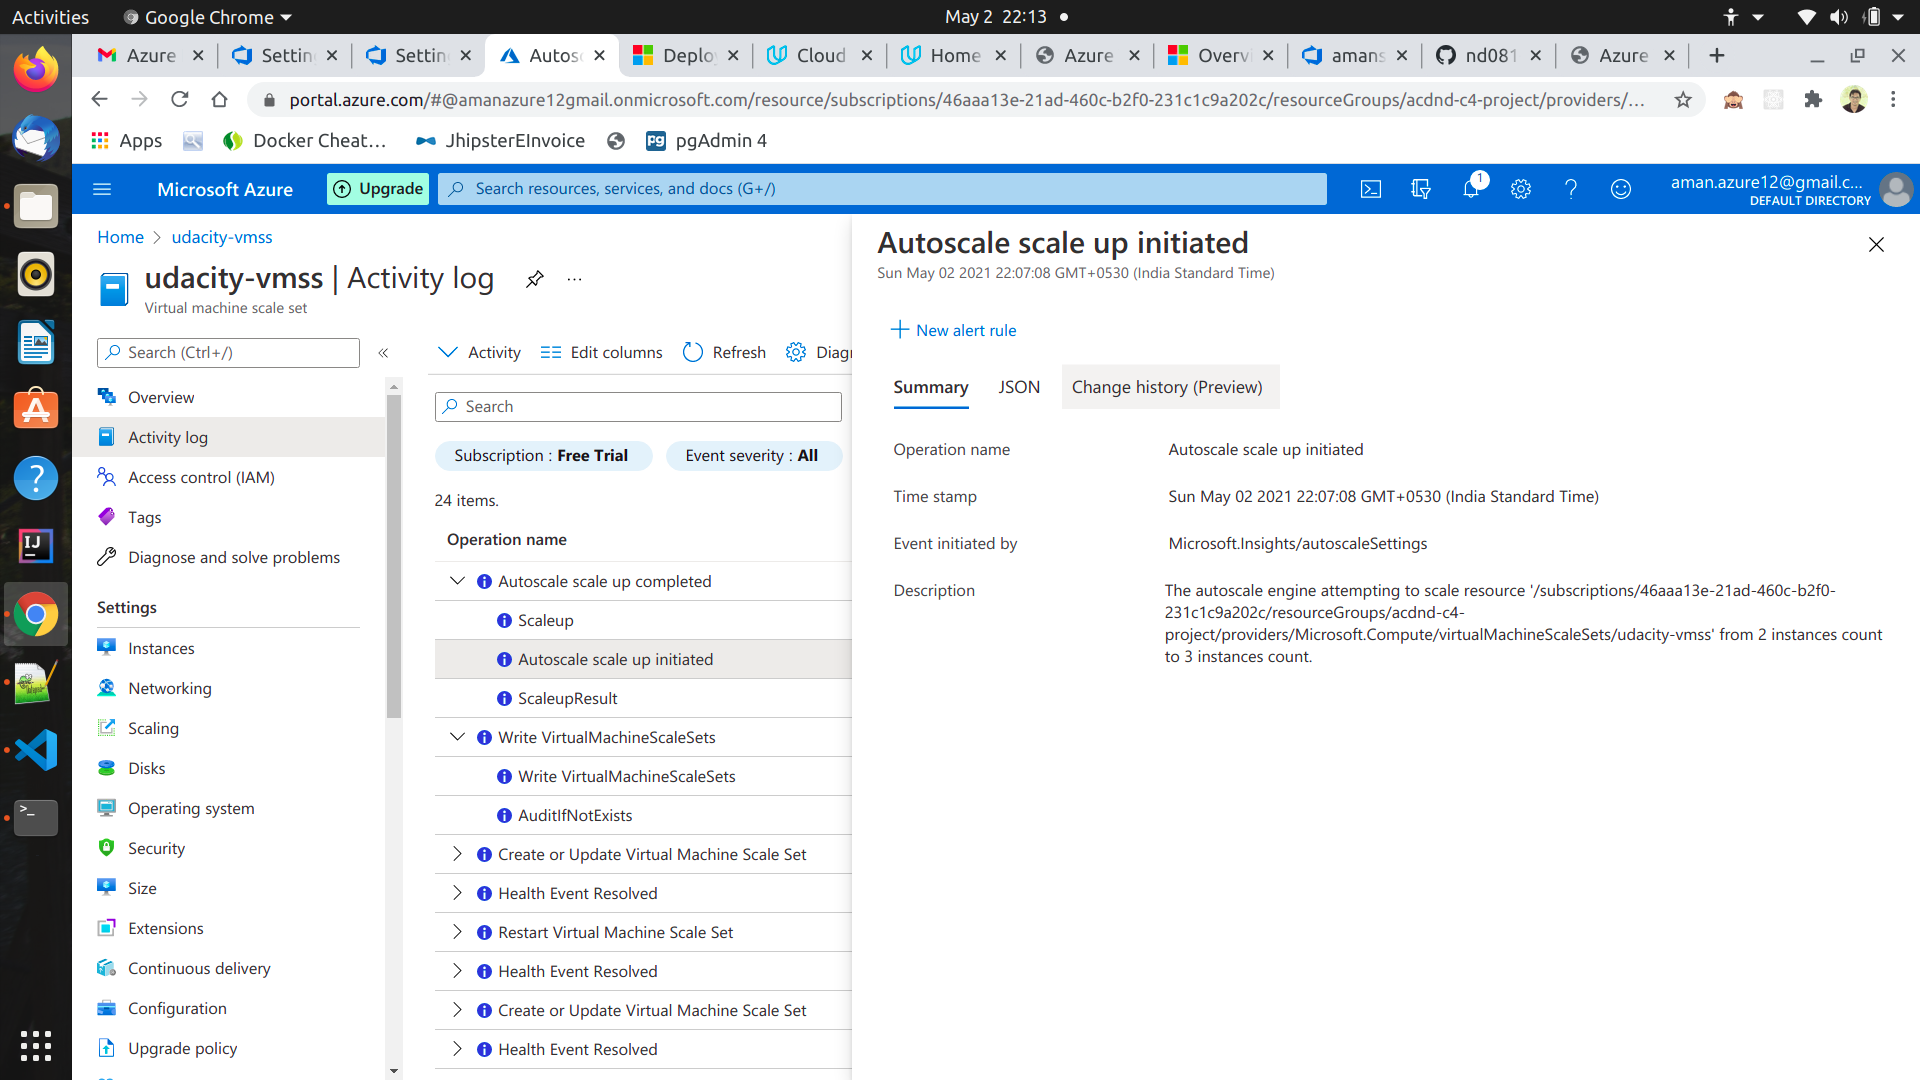 Activities
Google Chrome
May 2 22:13
Azure
Setting
Setting
Autosc
Deplo
Cloud
Home
Azure
Overvi
amans
nd081
Azure
portal.azure.com/#@amanazure12gmail.onmicrosoft.com/resource/subscriptions/46aaa13e-21ad-460c-b2f0-231c1c9a202c/resourceGroups/acdnd-c4-project/providers/...
Apps
Docker Cheat...
JhipsterEInvoice
pgAdmin 4
Microsoft Azure
Upgrade
Search resources, services, and docs (G+/)
1
aman.azure12@gmail.c...
DEFAULT DIRECTORY
Home > udacity-vmss
udacity-vmss | Activity log
...
Virtual machine scale set
Search (Ctrl+/)
Overview
Activity log
Access control (IAM)
Tags
Diagnose and solve problems
Settings
Instances
Networking
Scaling
Disks
Operating system
Security
Size
Extensions
Continuous delivery
Configuration
Upgrade policy
Activity
Edit columns
Refresh
Diagn
Search
Subscription : Free Trial
Event severity : All
24 items.
Operation name
Autoscale scale up completed
Scaleup
Autoscale scale up initiated
ScaleupResult
Write VirtualMachineScaleSets
Write VirtualMachineScaleSets
AuditIfNotExists
Create or Update Virtual Machine Scale Set
Health Event Resolved
Restart Virtual Machine Scale Set
Health Event Resolved
Create or Update Virtual Machine Scale Set
Health Event Resolved
Autoscale scale up initiated
Sun May 02 2021 22:07:08 GMT+0530 (India Standard Time)
New alert rule
Summary
JSON
Change history (Preview)
Operation name
Autoscale scale up initiated
Time stamp
Sun May 02 2021 22:07:08 GMT+0530 (India Standard Time)
Event initiated by
Microsoft.Insights/autoscaleSettings
Description
The autoscale engine attempting to scale resource '/subscriptions/46aaa13e-21ad-460c-b2f0-
231c1c9a202c/resourceGroups/acdnd-c4-
project/providers/Microsoft.Compute/virtualMachineScaleSets/udacity-vmss' from 2 instances count
to 3 instances count.